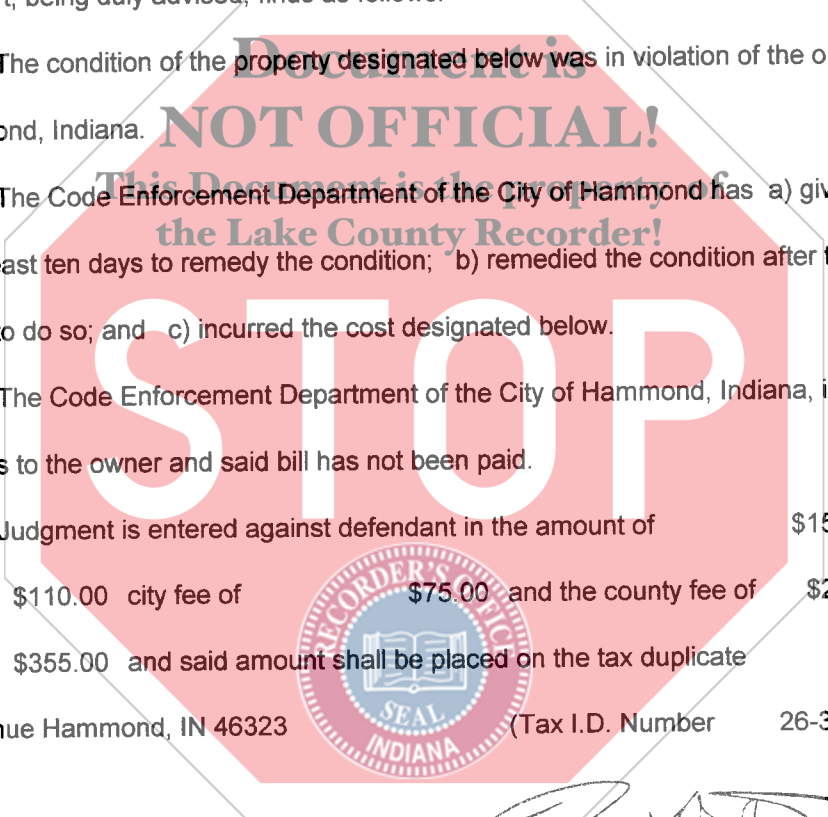 being duly advised, finds as follows:
Document is
The condition of the property designated below was in violation of the o
NOT OFFICIAL!
ond, Indiana.
This Document is the property of
The Code Enforcement Department of the City of Hammond has a) giv
the Lake County Recorder!
ast ten days to remedy the condition; b) remedied the condition after t
o do so; and c) incurred the cost designated below.
STOP
The Code Enforcement Department of the City of Hammond, Indiana, i
s to the owner and said bill has not been paid.
Judgment is entered against defendant in the amount of $15
$110.00 city fee of $75.00 and the county fee of $2
$355.00 and said amount shall be placed on the tax duplicate
nue Hammond, IN 46323 (Tax I.D. Number 26-3
RECORDER'S OFFICE
SEAL
INDIANA